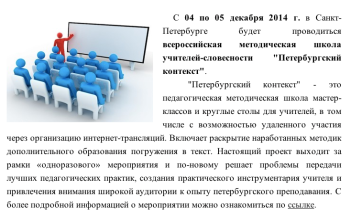 С 04 по 05 декабря 2014 г. в Санкт-
Петербурге будет проводиться
всероссийская методическая школа
учителей-словесности "Петербургский
контекст".
"Петербургский контекст" - это
педагогическая методическая школа мастер-
классов и круглые столы для учителей, в том
числе с возможностью удаленного участия
через организацию интернет-трансляций. Включает раскрытие наработанных методик
дополнительного образования погружения в текст. Настоящий проект выходит за
рамки «одноразового» мероприятия и по-новому решает проблемы передачи
лучших педагогических практик, создания практического инструментария учителя и
привлечения внимания широкой аудитории к опыту петербургского преподавания. С
более подробной информацией о мероприятии можно ознакомиться по ссылке.